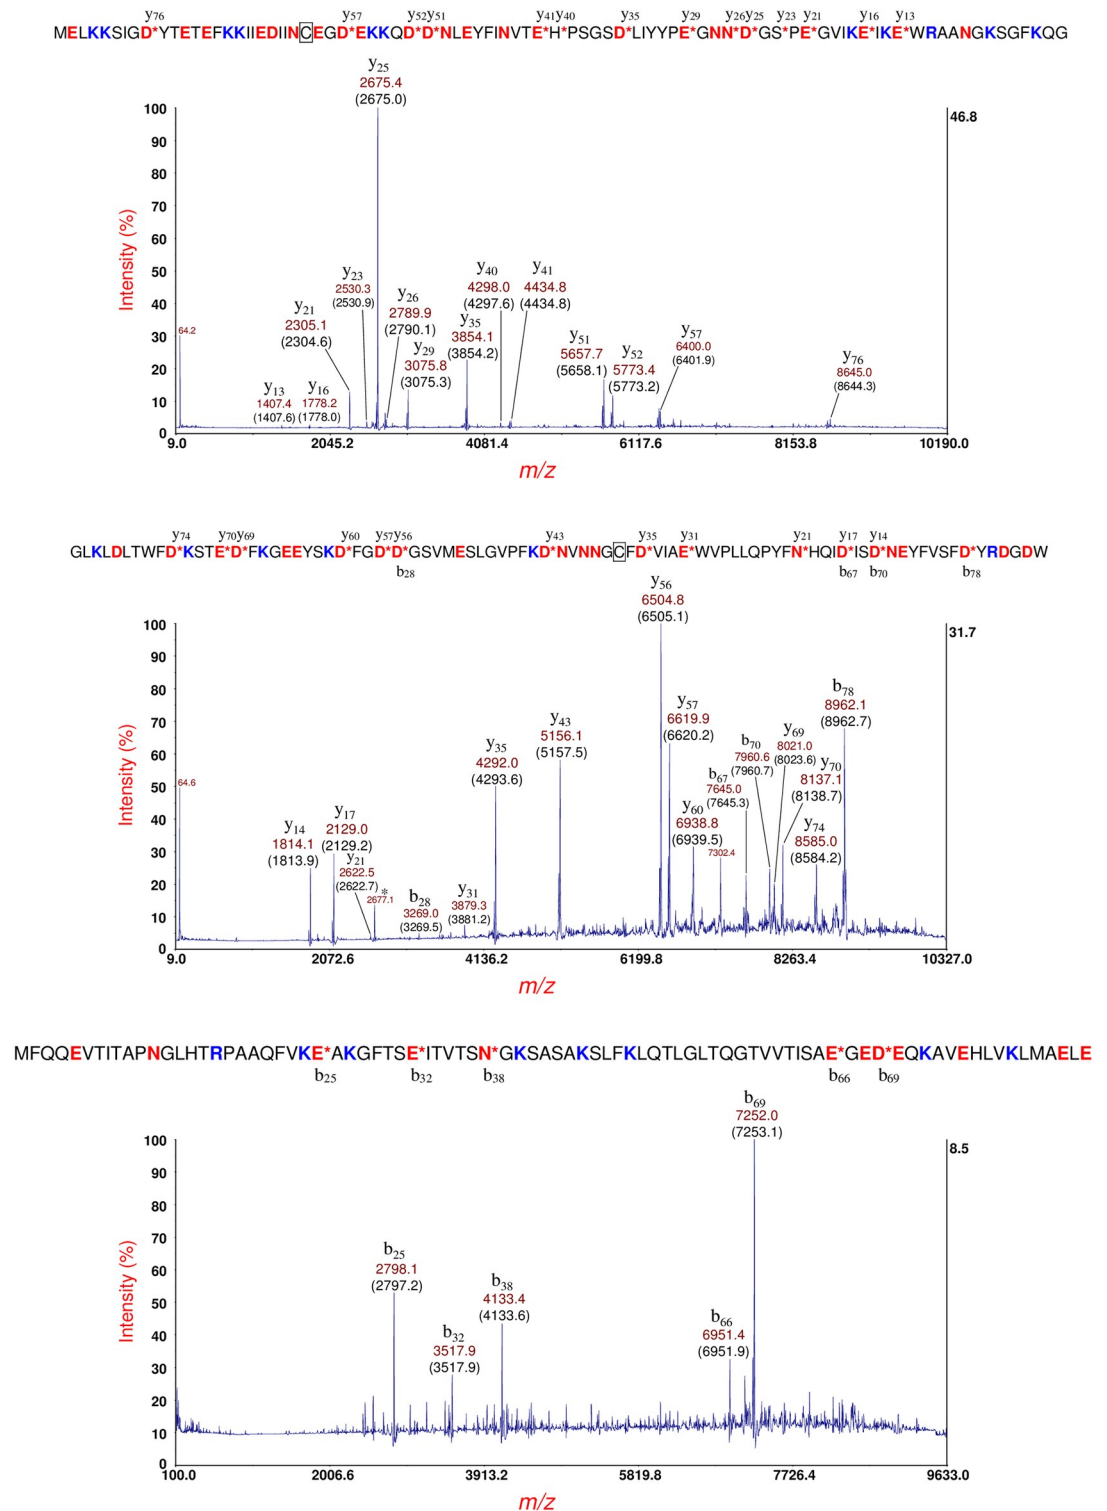 y76 y57 y52y51 y41y40 y35 y29 y26y25 y23 y21 y16 y13
MELKKSIGD*YTETEFKKIIEDIINCEGD*EKKQD*D*NLEYFINVTE*H*PSGSD*LIYYPE*GNN*D*GS*PE*GVIKE*IKE*WRAANGKSGFKQG
y25
2675.4
(2675.0)
100
46.8
90
80
70
60
50
40
30
20
10
0
Intensity (%)
64.2
y13
1407.4
(1407.6)
y16
1778.2
(1778.0)
y21
2305.1
(2304.6)
y23
2530.3
(2530.9)
y26
2789.9
(2790.1)
y29
3075.8
(3075.3)
y35
3854.1
(3854.2)
y40
4298.0
(4297.6)
y41
4434.8
(4434.8)
y51
5657.7
(5658.1)
y52
5773.4
(5773.2)
y57
6400.0
(6401.9)
y76
8645.0
(8644.3)
9.0 2045.2 4081.4 6117.6 8153.8 10190.0
m/z
y74 y70y69 y60 y57y56 y43 y35 y31 y21 y17 y14
GLKLDLTWFD*KSTE*D*FKGEEYSKD*FGD*D*GSVMESLGVPFKD*NVNNGCFD*VIAE*WVPLLQPYFN*HQID*ISD*NEYFVSFD*YRDGDW
b28 b67 b70 b78
y56
6504.8
(6505.1)
100
31.7
90
80
70
60
50
40
30
20
10
0
Intensity (%)
64.6
y14
1814.1
(1813.9)
y17
2129.0
(2129.2)
y21
2622.5
(2622.7)
*
2677.1
b28
3269.0
(3269.5)
y31
3879.3
(3881.2)
y35
4292.0
(4293.6)
y43
5156.1
(5157.5)
y57
6619.9
(6620.2)
y60
6938.8
(6939.5)
7302.4
b67
7645.0
(7645.3)
b70
7960.6
(7960.7)
y69
8021.0
(8023.6)
y70
8137.1
(8138.7)
y74
8585.0
(8584.2)
b78
8962.1
(8962.7)
9.0 2072.6 4136.2 6199.8 8263.4 10327.0
m/z
MFQQEVTITAPNGLHTRPAAQFVKE*AKGFTSE*ITVTSN*GKSASAKSLFKLQTLGLTQGTVVTISAE*GED*EQKAVEHLVKLMAELE
b25 b32 b38 b66 b69
b69
7252.0
(7253.1)
100
8.5
90
80
70
60
50
40
30
20
10
0
Intensity (%)
b25
2798.1
(2797.2)
b32
3517.9
(3517.9)
b38
4133.4
(4133.6)
b66
6951.4
(6951.9)
100.0 2006.6 3913.2 5819.8 7726.4 9633.0
m/z